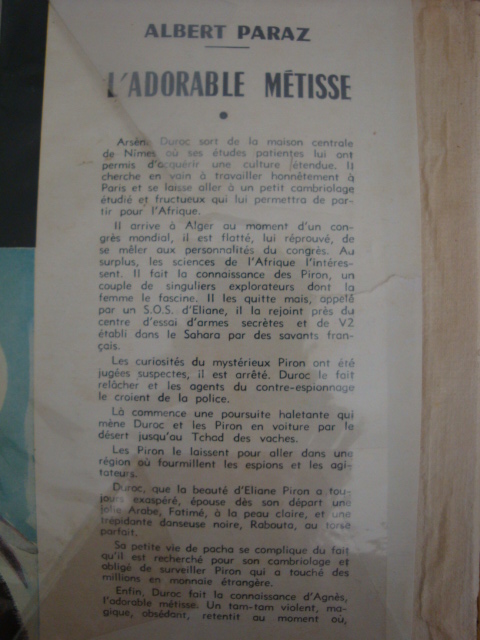 ALBERT PARAZ
L'ADORABLE MÉTISSE
Arsène Duroc sort de la maison centrale
de Nîmes où ses études patientes lui ont
permis d'acquérir une culture étendue. Il
cherche en vain à travailler honnêtement à
Paris et se laisse aller à un petit cambriolage
étudié et fructueux qui lui permettra de par-
tir pour l'Afrique.
Il arrive à Alger au moment d'un con-
grès mondial, il est flatté, lui réprouvé, de
se mêler aux personnalités du congrès. Au
surplus, les sciences de l'Afrique l'intéres-
sent. Il fait la connaissance des Piron, un
couple de singuliers explorateurs dont la
femme le fascine. Il les quitte mais, appelé
par un S.O.S. d'Eliane, il la rejoint près du
centre d'essai d'armes secrètes et de V2
établi dans le Sahara par des savants fran-
çais.
Les curiosités du mystérieux Piron ont été
jugées suspectes, il est arrêté. Duroc le fait
relâcher et les agents du contre-espionnage
le croient de la police.
Là commence une poursuite haletante qui
mène Duroc et les Piron en voiture par le
désert jusqu'au Tchad des vaches.
Les Piron le laissent pour aller dans une
région où fourmillent les espions et les agi-
tateurs.
Duroc, que la beauté d'Eliane Piron a tou-
jours exaspéré, épouse dès son départ une
jolie Arabe, Fatimé, à la peau claire, et une
trépidante danseuse noire, Rabouta, au torse
parfait.
Sa petite vie de pacha se complique du fait
qu'il est recherché pour son cambriolage et
obligé de surveiller Piron qui a touché des
millions en monnaie étrangère.
Enfin, Duroc fait la connaissance d'Agnès,
l'adorable métisse. Un tam-tam violent, ma-
gique, obsédant, retentit au moment où,